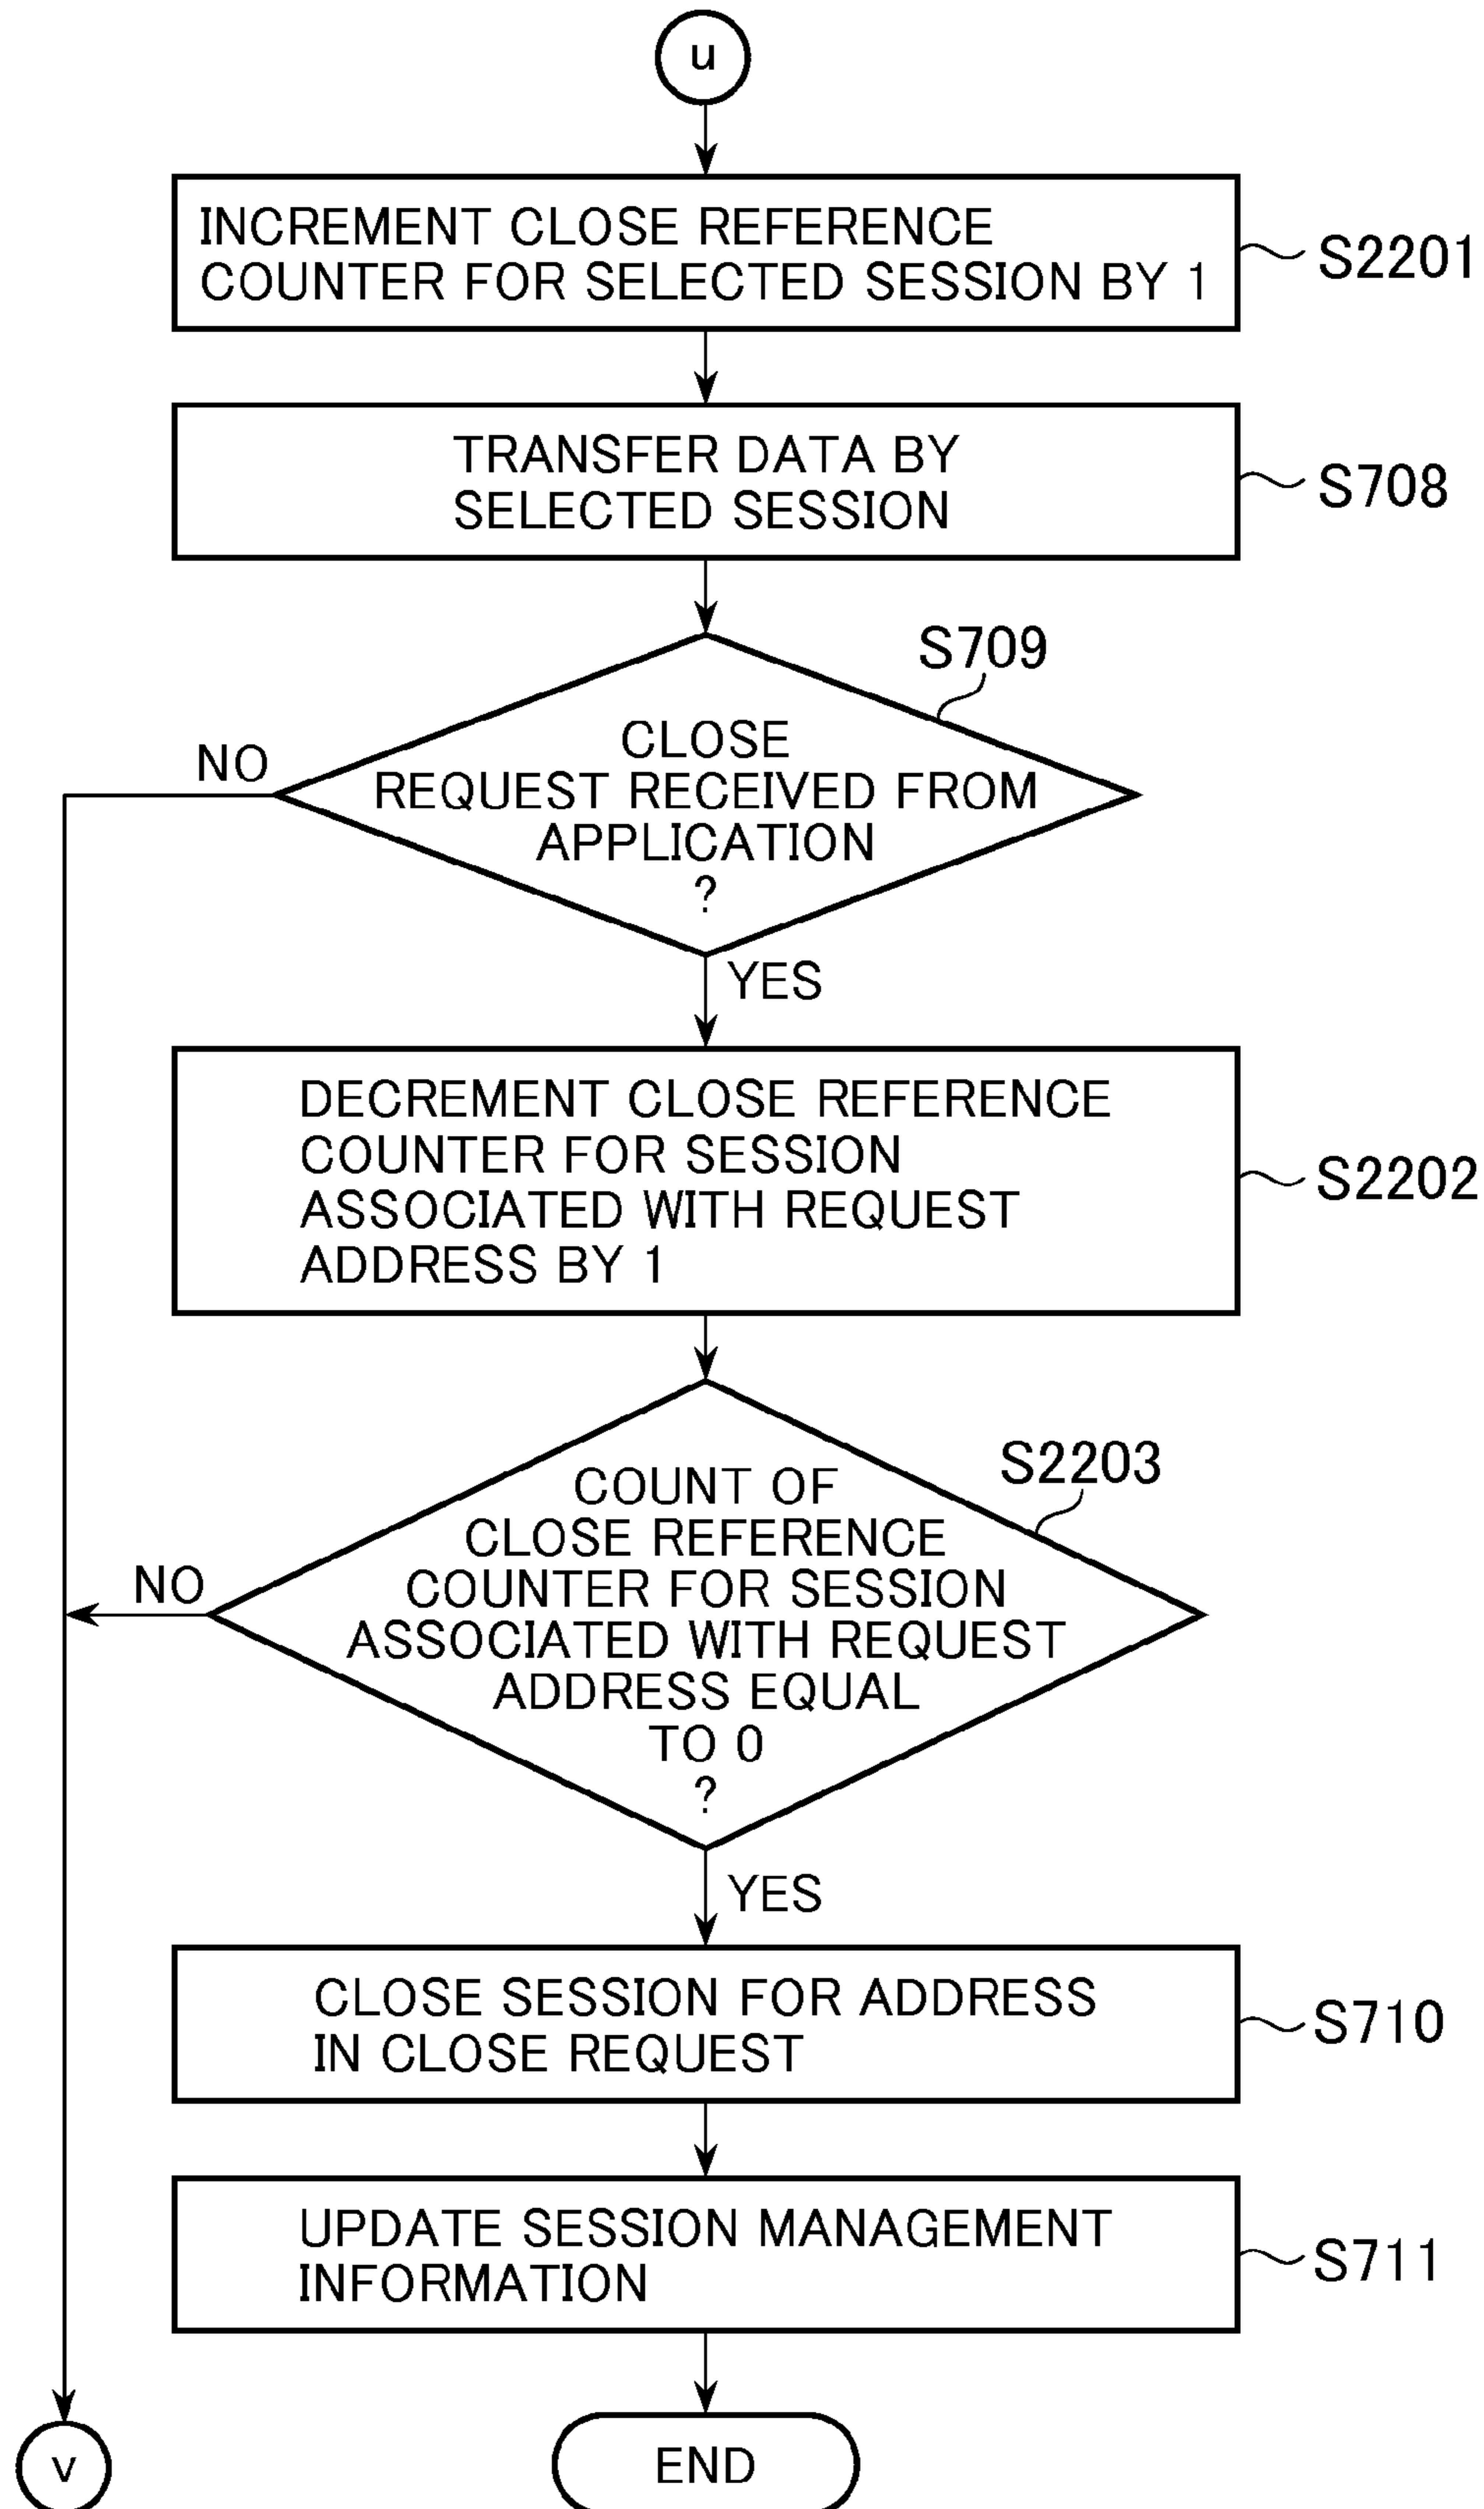 u
INCREMENT CLOSE REFERENCE
COUNTER FOR SELECTED SESSION BY 1
S2201
TRANSFER DATA BY
SELECTED SESSION
S708
S709
CLOSE
REQUEST RECEIVED FROM
APPLICATION
?
NO
YES
DECREMENT CLOSE REFERENCE
COUNTER FOR SESSION
ASSOCIATED WITH REQUEST
ADDRESS BY 1
S2202
S2203
COUNT OF
CLOSE REFERENCE
COUNTER FOR SESSION
ASSOCIATED WITH REQUEST
ADDRESS EQUAL
TO 0
?
NO
YES
CLOSE SESSION FOR ADDRESS
IN CLOSE REQUEST
S710
UPDATE SESSION MANAGEMENT
INFORMATION
S711
v
END